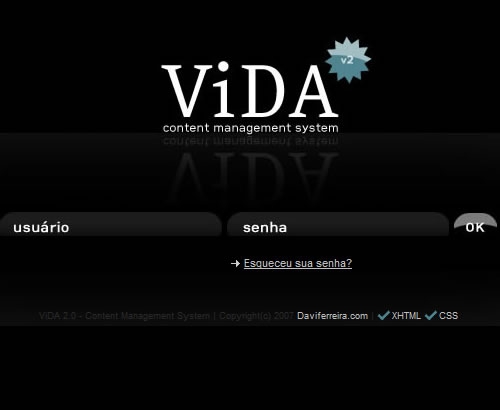 v2
ViDA
content management system
usuário
senha
OK
Esqueceu sua senha?
ViDA 2.0 - Content Management System | Copyright(c) 2007 Daviferreira.com | XHTML CSS